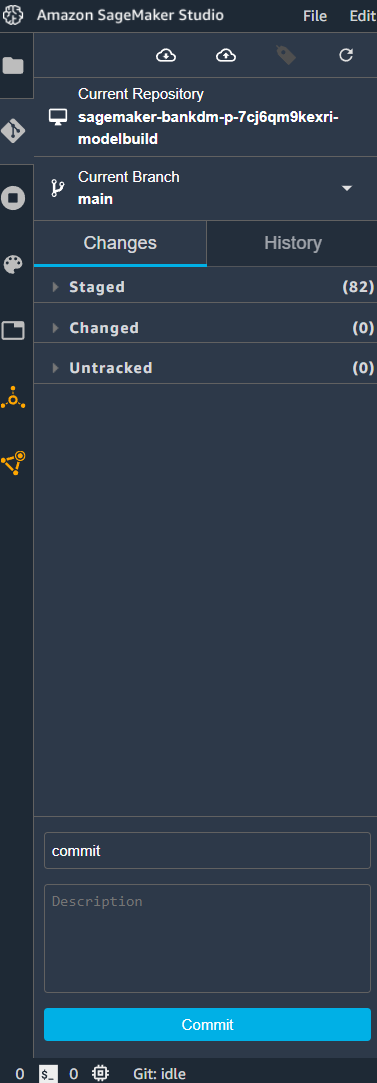 Amazon SageMaker Studio File Edit
Current Repository
sagemaker-bankdm-p-7cj6qm9kexri-
modelbuild
Current Branch
main
Changes History
Staged (82)
Changed (0)
Untracked (0)
commit
Description
Commit
0 $_ 0 Git: idle